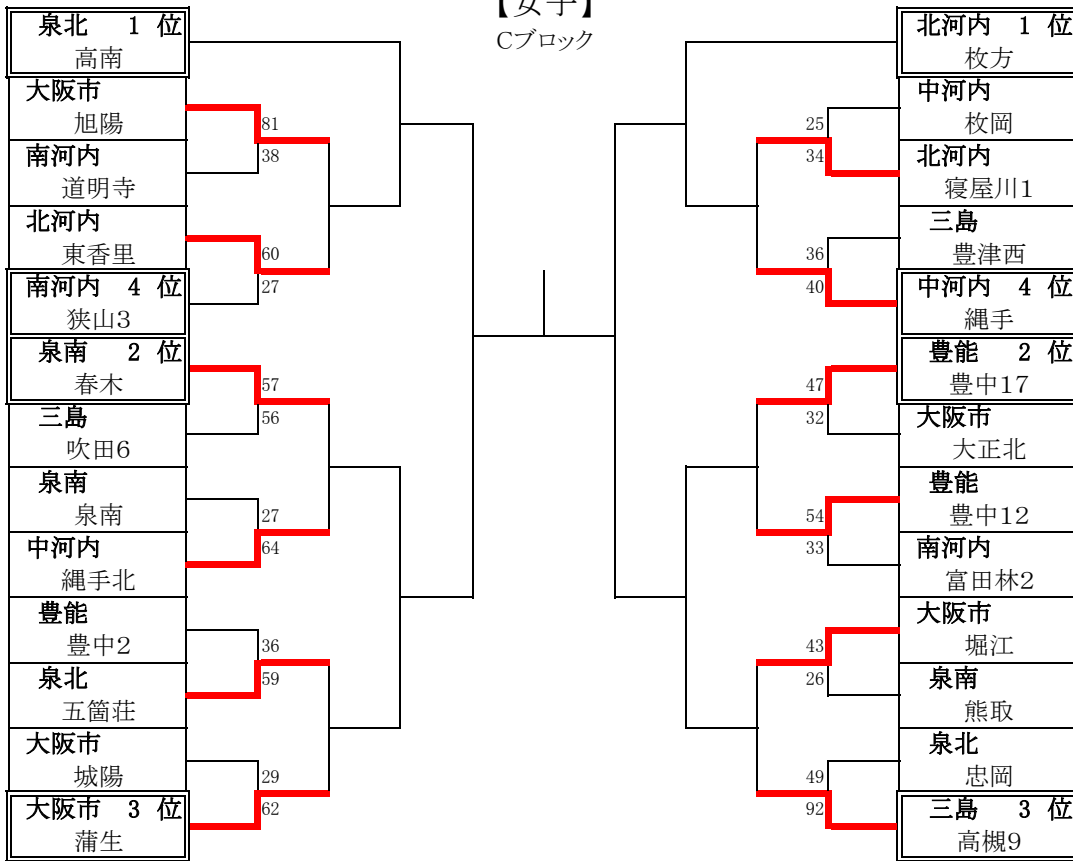 【女子】
Cブロック
泉北 1 位
高南
大阪市
旭陽
81
38
南河内
道明寺
北河内
東香里
60
27
南河内 4 位
狭山3
泉南 2 位
春木
57
56
三島
吹田6
泉南
泉南
27
64
中河内
縄手北
豊能
豊中2
36
59
泉北
五箇荘
大阪市
城陽
29
62
大阪市 3 位
蒲生
北河内 1 位
枚方
中河内
枚岡
25
34
北河内
寝屋川1
三島
豊津西
36
40
中河内 4 位
縄手
豊能 2 位
豊中17
47
32
大阪市
大正北
豊能
豊中12
54
33
南河内
富田林2
大阪市
堀江
43
26
泉南
熊取
泉北
忠岡
49
92
三島 3 位
高槻9